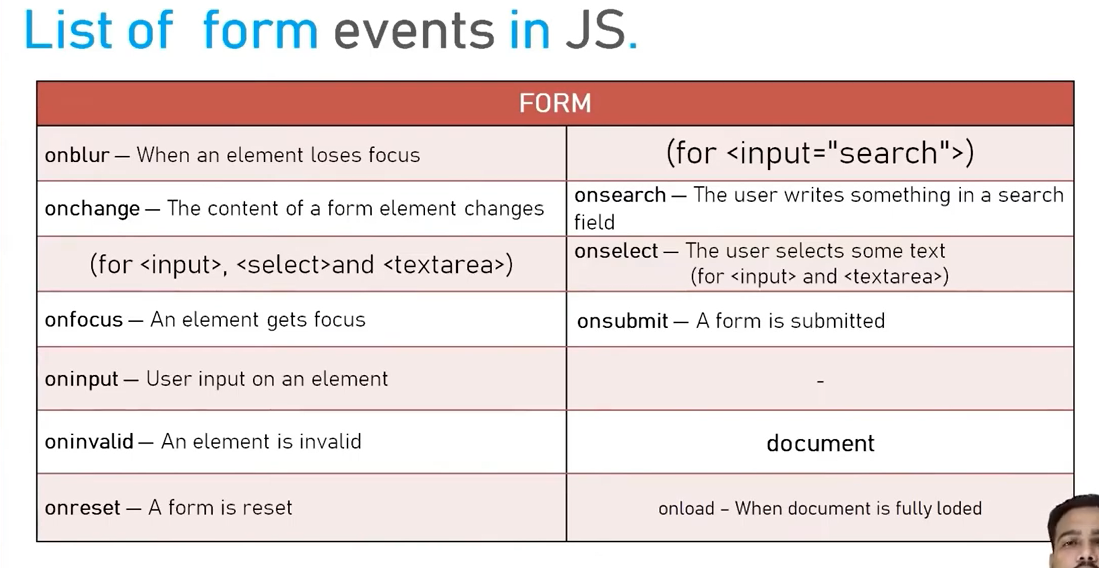 List of form events in JS.
FORM
onblur — When an element loses focus
(for <input="search">)
onchange — The content of a form element changes
onsearch — The user writes something in a search
field
(for <input>, <select>and <textarea>)
onselect — The user selects some text
(for <input> and <textarea>)
onfocus — An element gets focus
onsubmit — A form is submitted
oninput — User input on an element
-
oninvalid — An element is invalid
document
onreset — A form is reset
onload – When document is fully loded